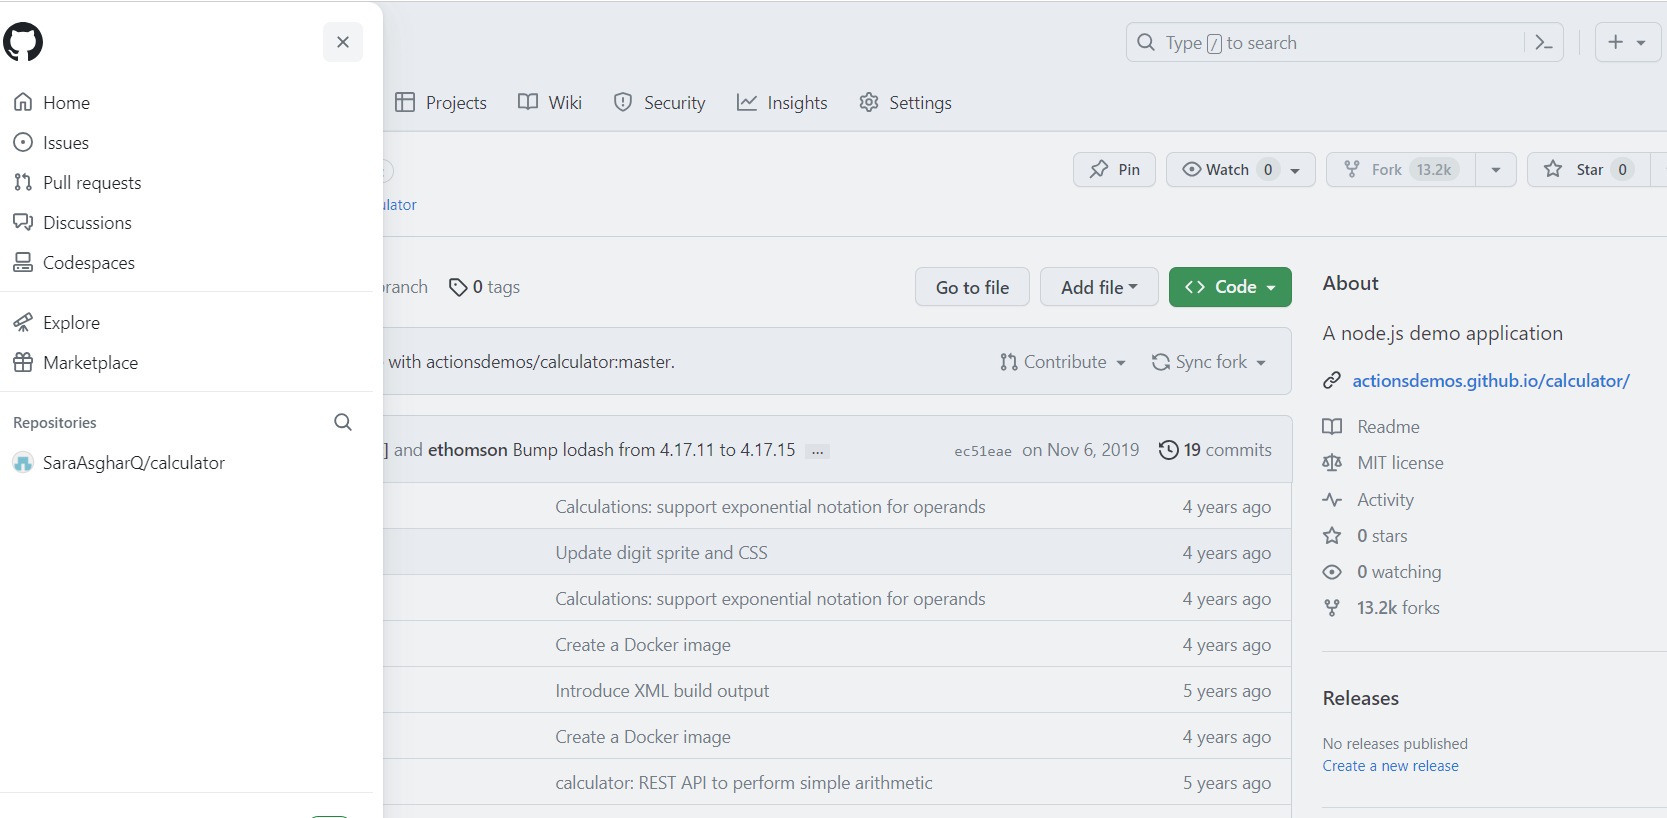 Type / to search
Home
Issues
Pull requests
Discussions
Codespaces
Explore
Marketplace
Repositories
SaraAsgharQ/calculator
Projects Wiki Security Insights Settings
Pin Watch 0 Fork 13.2k Star 0
ulator
ranch 0 tags Go to file Add file Code
with actionsdemos/calculator:master. Contribute Sync fork
] and ethomson Bump lodash from 4.17.11 to 4.17.15 ... ec51eae on Nov 6, 2019 19 commits
Calculations: support exponential notation for operands 4 years ago
Update digit sprite and CSS 4 years ago
Calculations: support exponential notation for operands 4 years ago
Create a Docker image 4 years ago
Introduce XML build output 5 years ago
Create a Docker image 4 years ago
calculator: REST API to perform simple arithmetic 5 years ago
About
A node.js demo application
actionsdemos.github.io/calculator/
Readme
MIT license
Activity
0 stars
0 watching
13.2k forks
Releases
No releases published
Create a new release